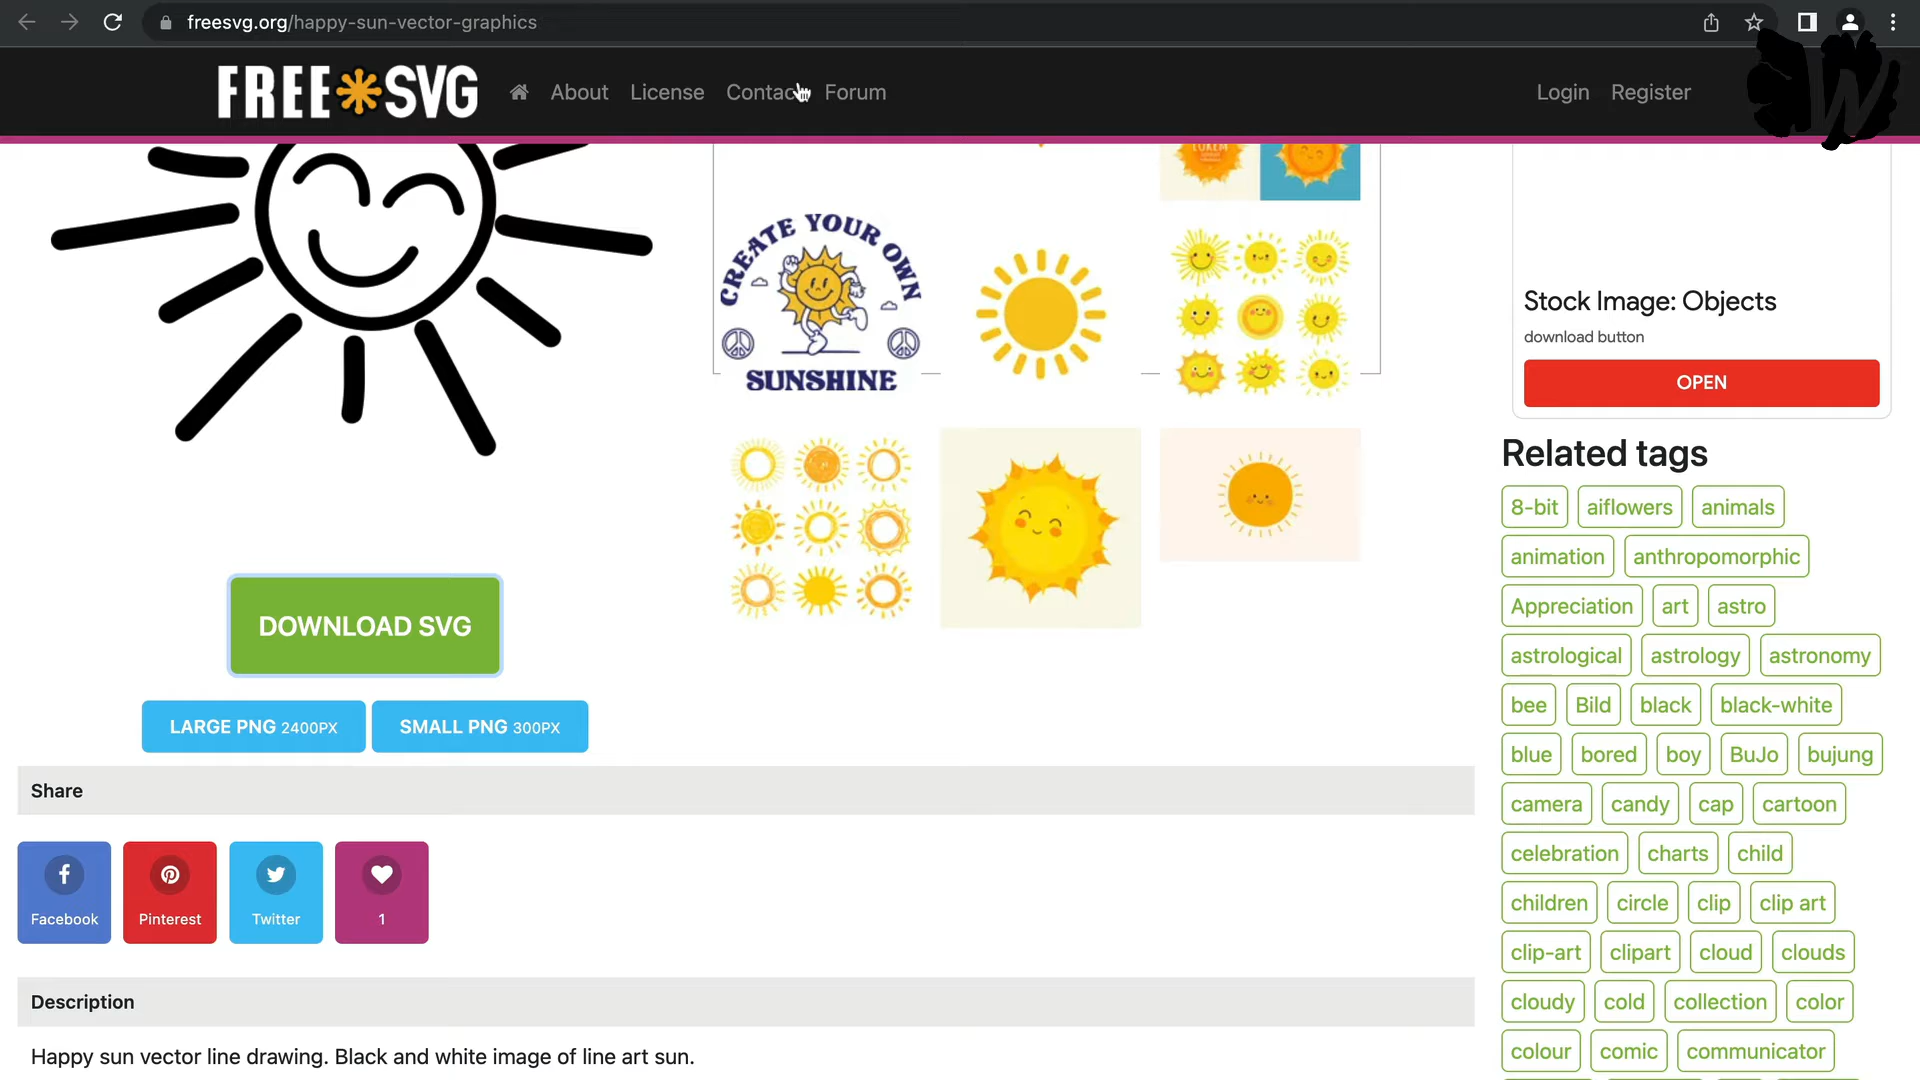 freesvg.org/happy-sun-vector-graphics
FREE SVG
About License Contact Forum
Login Register
CREATE YOUR OWN
SUNSHINE
Stock Image: Objects
download button
OPEN
DOWNLOAD SVG
LARGE PNG 2400PX SMALL PNG 300PX
Share
Facebook Pinterest Twitter 1
Description
Happy sun vector line drawing. Black and white image of line art sun.
Related tags
8-bit aiflowers animals
animation anthropomorphic
Appreciation art astro
astrological astrology astronomy
bee Bild black black-white
blue bored boy BuJo bujung
camera candy cap cartoon
celebration charts child
children circle clip clip art
clip-art clipart cloud clouds
cloudy cold collection color
colour comic communicator